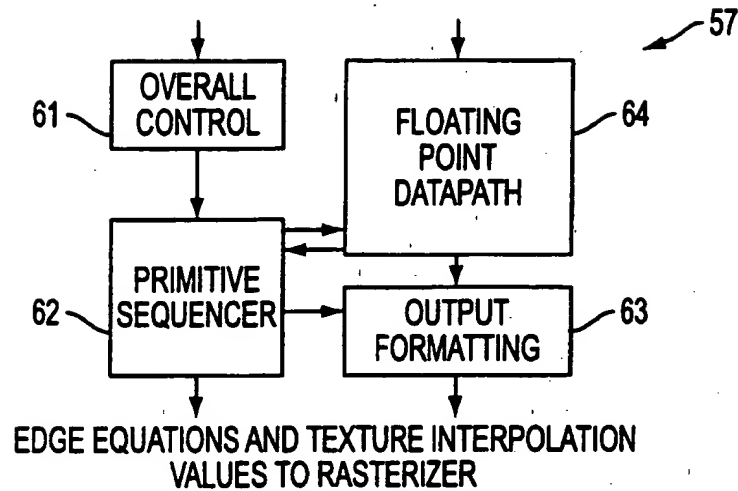 57
OVERALL
CONTROL
61
FLOATING
POINT
DATAPATH
64
PRIMITIVE
SEQUENCER
62
OUTPUT
FORMATTING
63
EDGE EQUATIONS AND TEXTURE INTERPOLATION
VALUES TO RASTERIZER